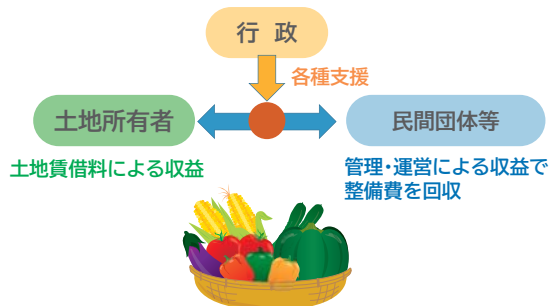 行 政
各種支援
土地所有者
民間団体等
土地賃借料による収益
管理・運営による収益で
整備費を回収